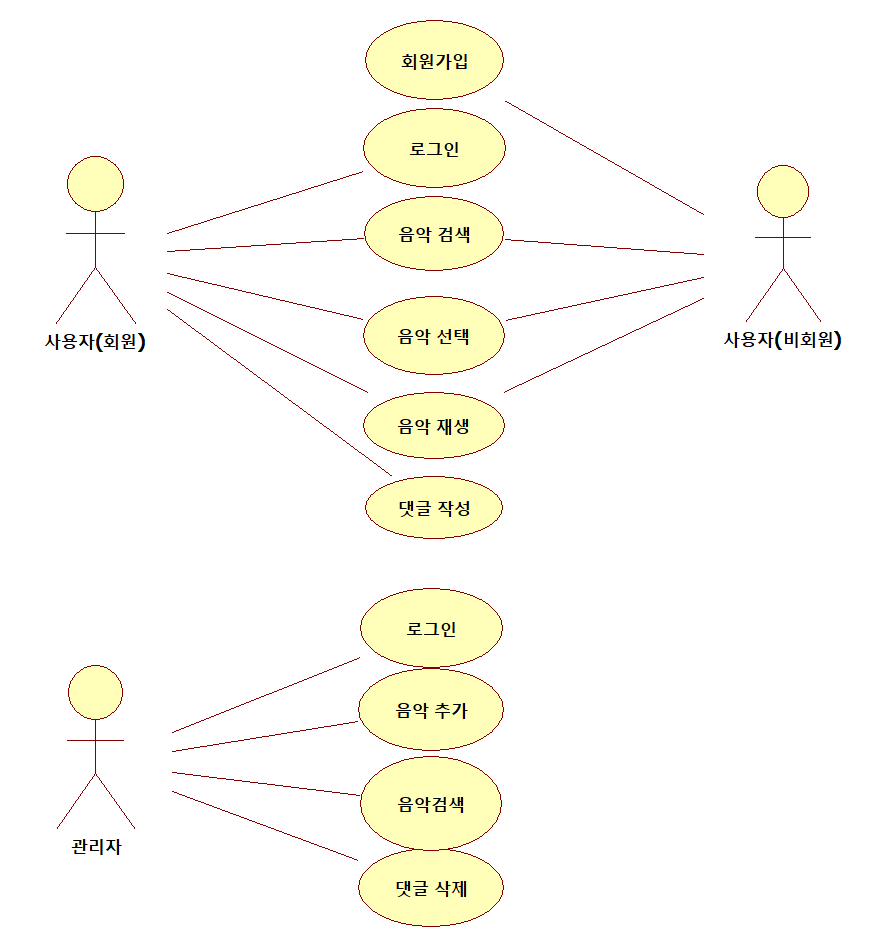 회원가입
로그인
음악 검색
사용자(회원)
음악 선택
사용자(비회원)
음악 재생
댓글 작성
로그인
음악 추가
음악검색
관리자
댓글 삭제